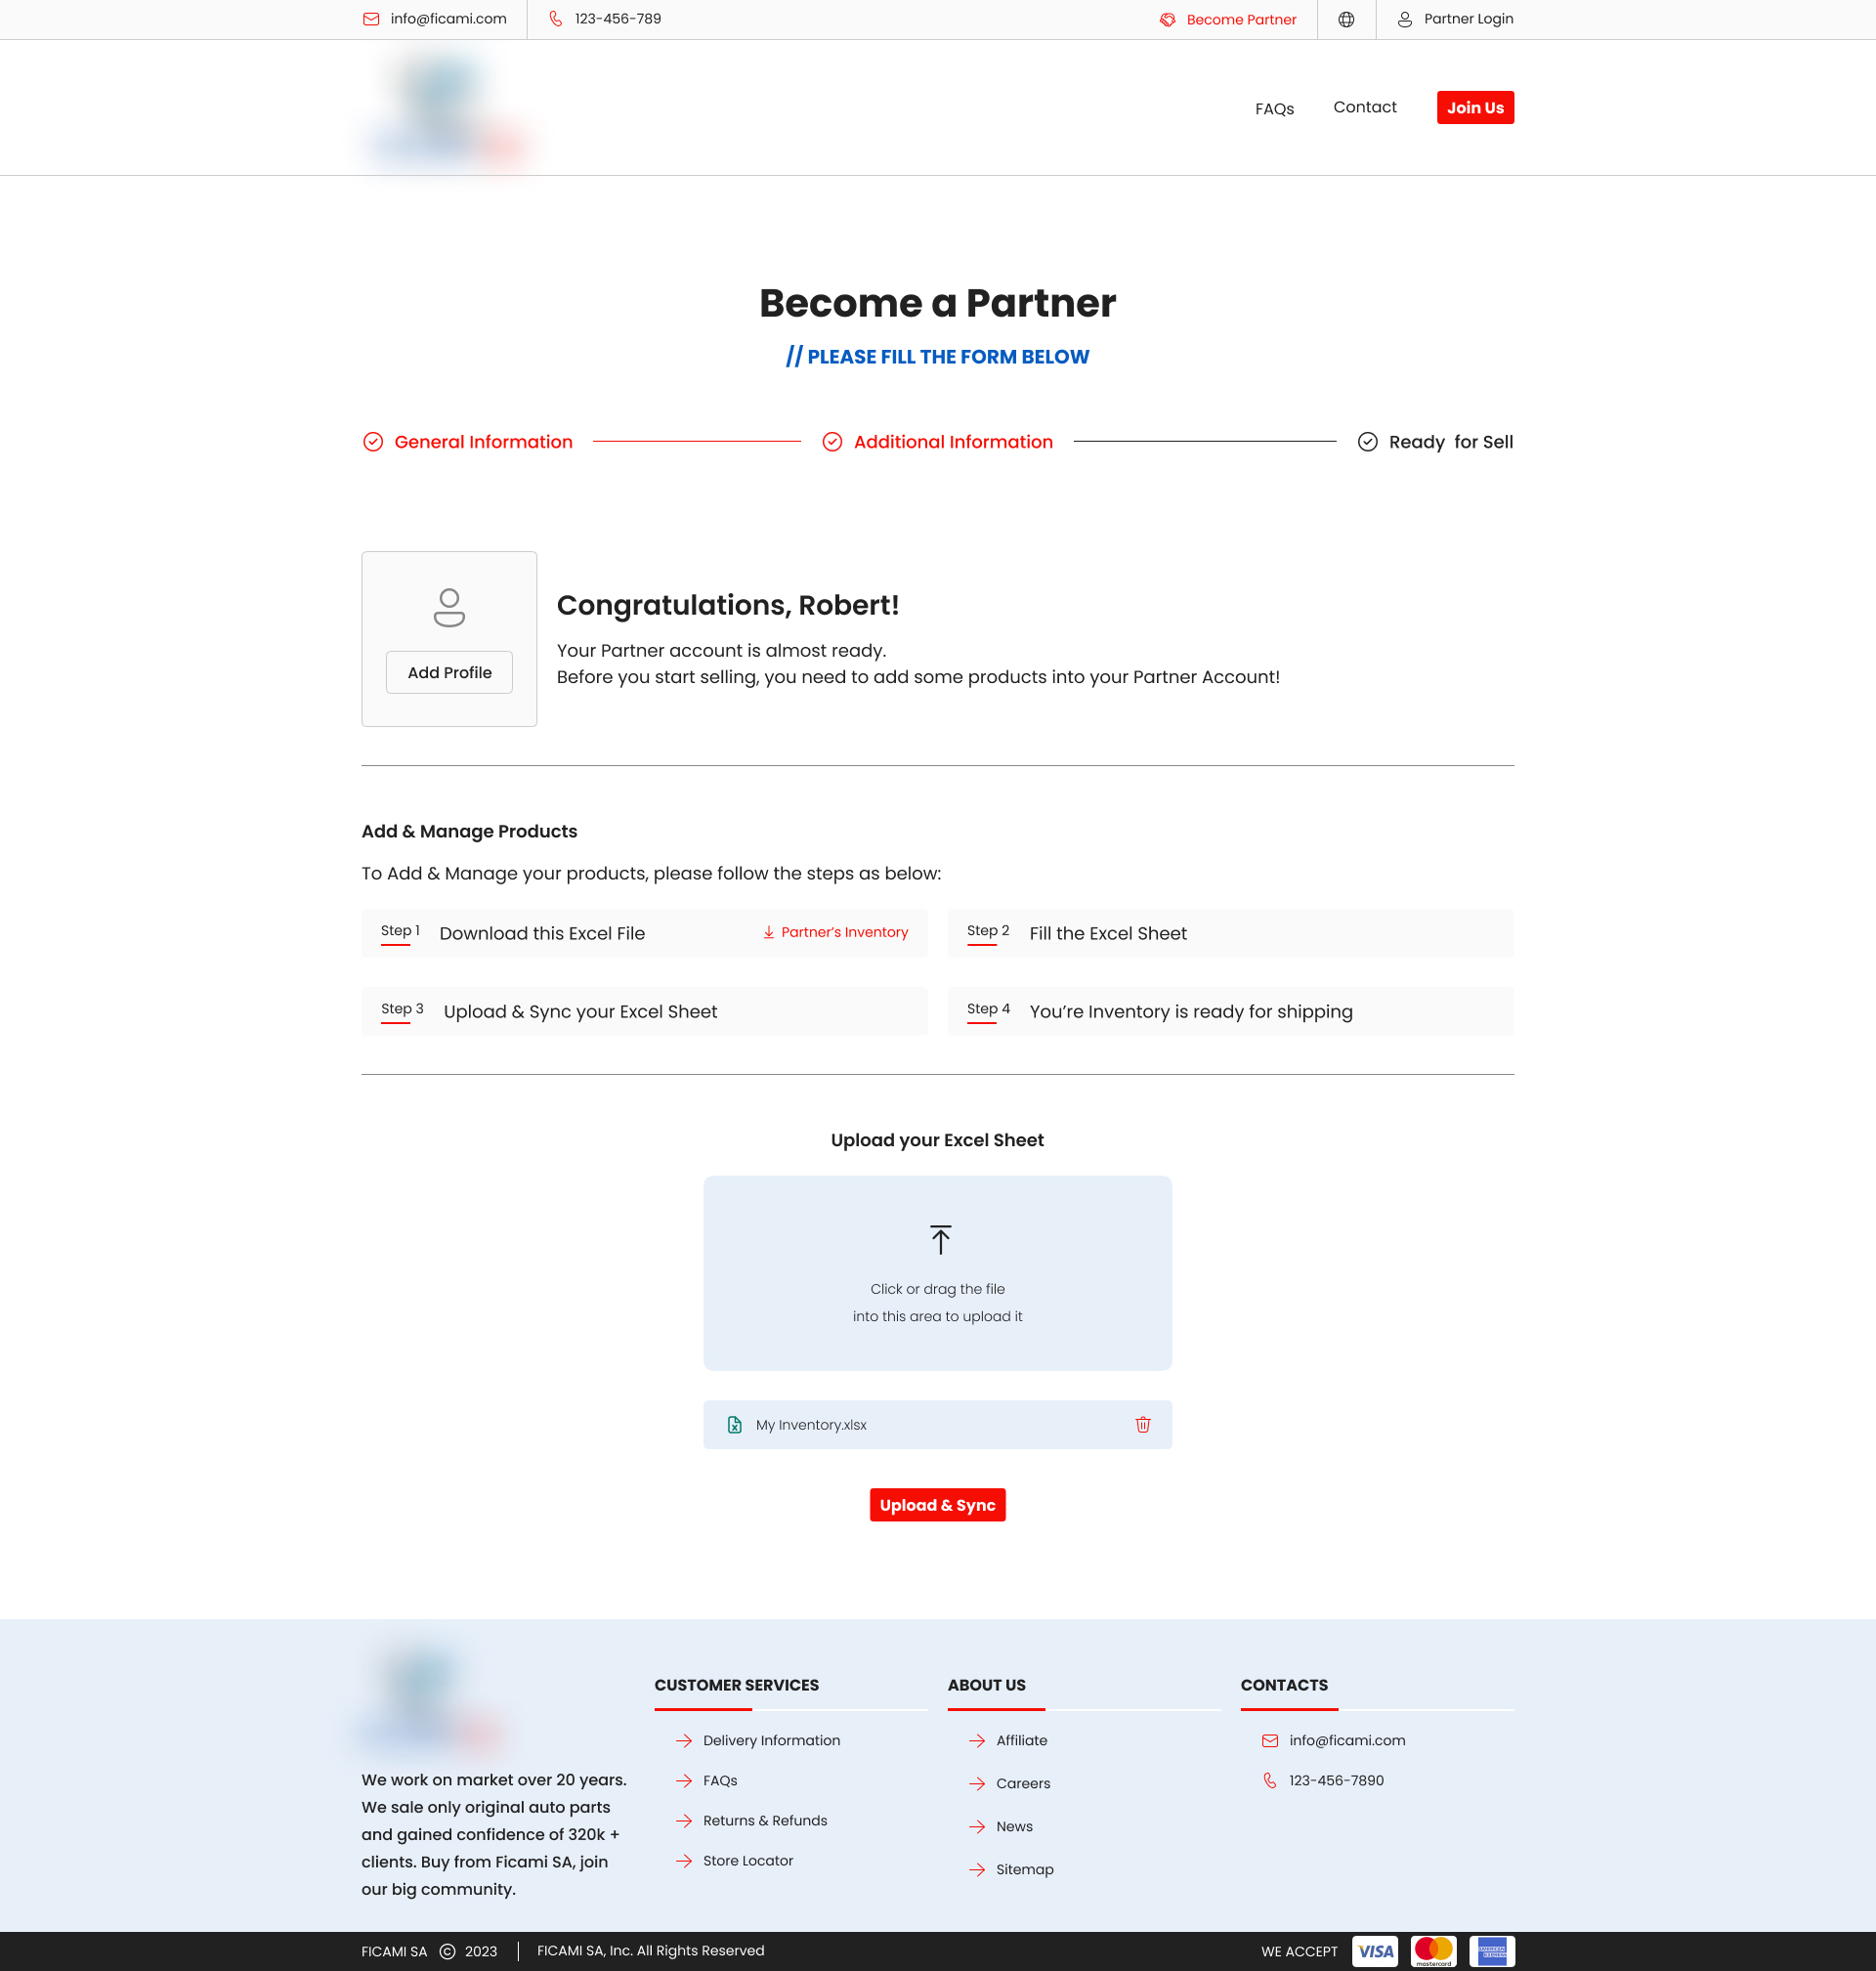 info@ficami.com
123-456-789
Become Partner
Partner Login
FAQs
Contact
Join Us
Become a Partner
// PLEASE FILL THE FORM BELOW
General Information
Additional Information
Ready for Sell
Add Profile
Congratulations, Robert!
Your Partner account is almost ready.
Before you start selling, you need to add some products into your Partner Account!
Add & Manage Products
To Add & Manage your products, please follow the steps as below:
Step 1 Download this Excel File
Partner's Inventory
Step 2 Fill the Excel Sheet
Step 3 Upload & Sync your Excel Sheet
Step 4 You're Inventory is ready for shipping
Upload your Excel Sheet
Click or drag the file
into this area to upload it
My Inventory.xlsx
Upload & Sync
We work on market over 20 years.
We sale only original auto parts
and gained confidence of 320k +
clients. Buy from Ficami SA, join
our big community.
CUSTOMER SERVICES
Delivery Information
FAQs
Returns & Refunds
Store Locator
ABOUT US
Affiliate
Careers
News
Sitemap
CONTACTS
info@ficami.com
123-456-7890
FICAMI SA © 2023
FICAMI SA, Inc. All Rights Reserved
WE ACCEPT
VISA
mastercard
AMERICAN
EXPRESS